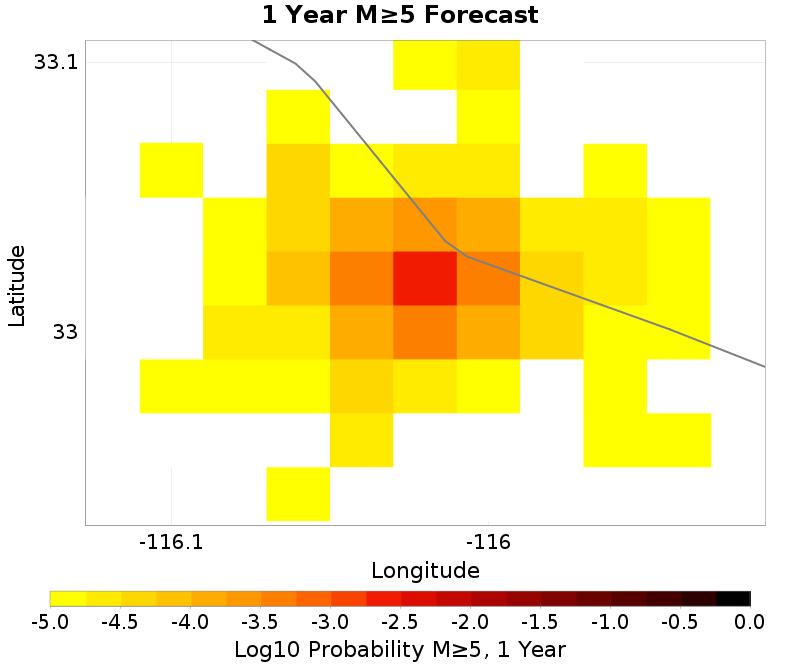 1 Year M≥5 Forecast
33.1
33
Latitude
-116.1 -116
Longitude
-5.0 -4.5 -4.0 -3.5 -3.0 -2.5 -2.0 -1.5 -1.0 -0.5 0.0
Log10 Probability M≥5, 1 Year